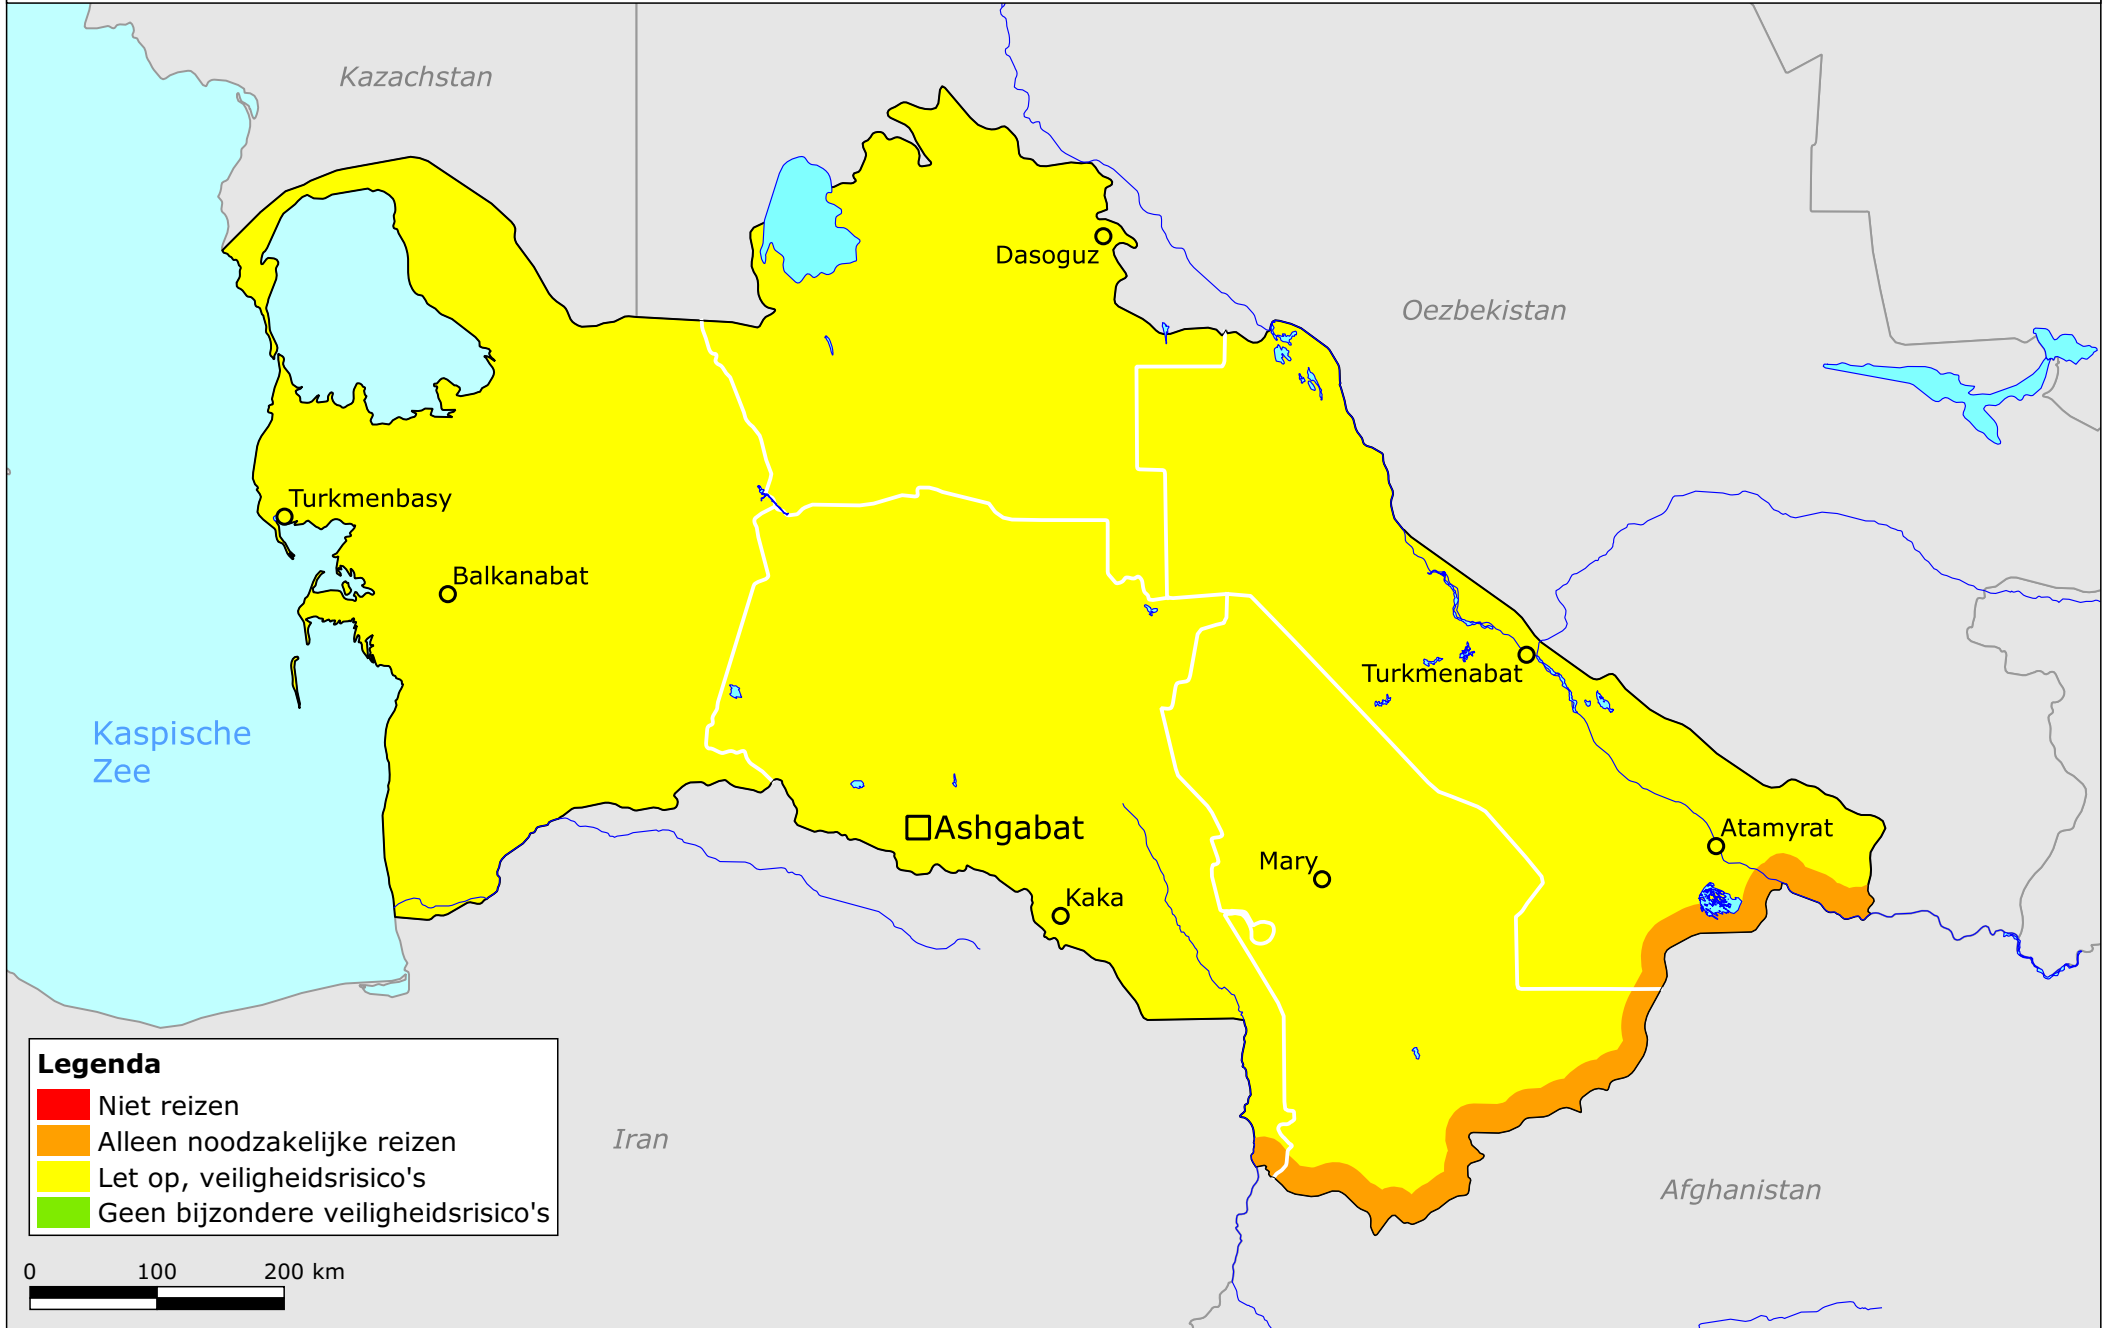 Kazachstan
Dasoguz
Oezbekistan
Turkmenbasy
Balkanabat
Turkmenabat
Kaspische
Zee
Ashgabat
Atamyrat
Mary
Kaka
Legenda
Niet reizen
Alleen noodzakelijke reizen
Let op, veiligheidsrisico's
Geen bijzondere veiligheidsrisico's
Iran
Afghanistan
0 100 200 km